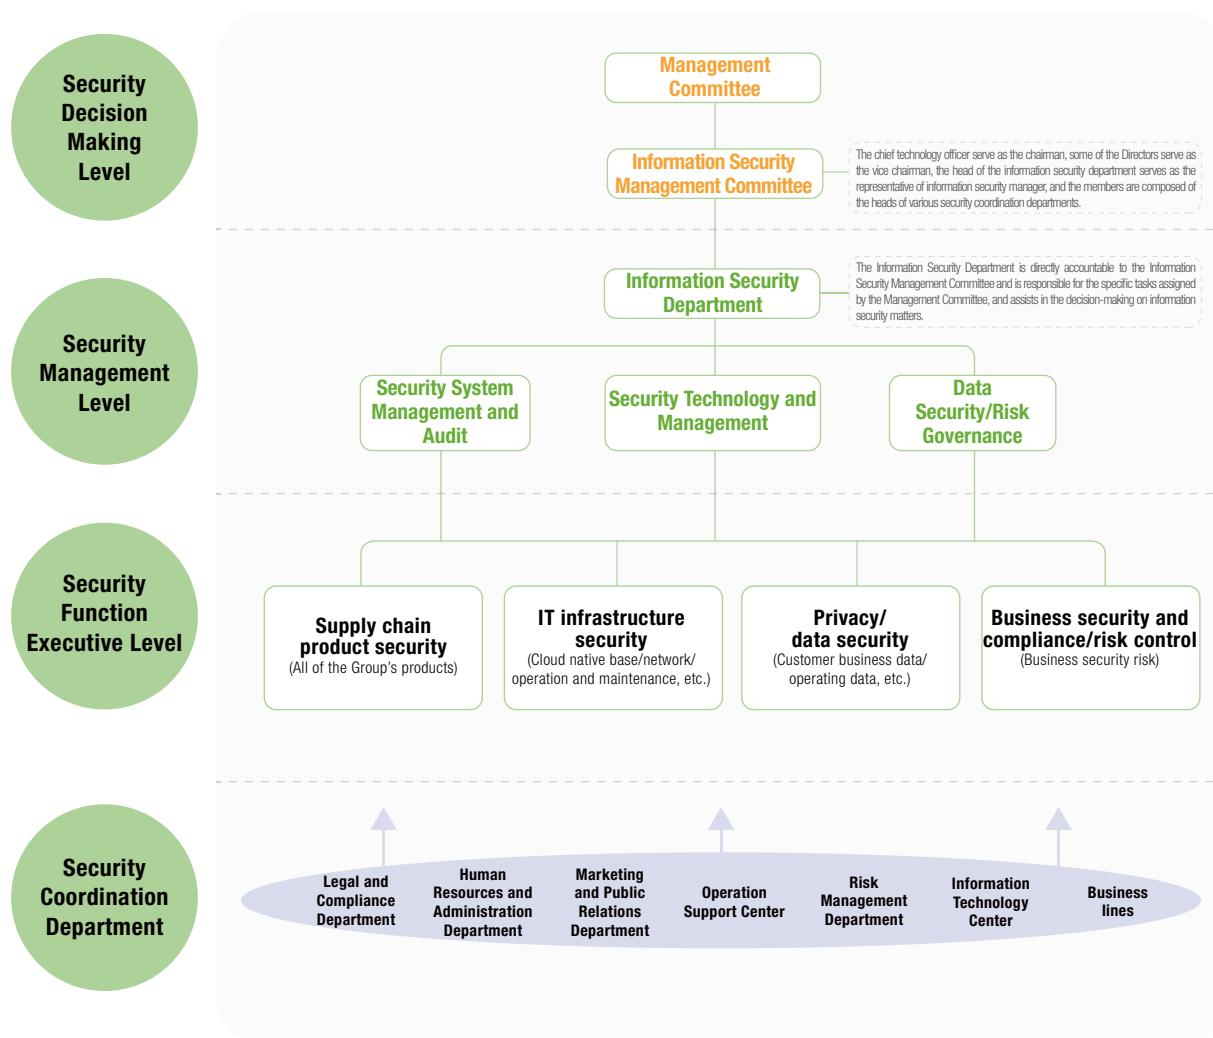 Security
Decision
Making
Level
Management
Committee
Information Security
Management Committee
The chief technology officer serve as the chairman, some of the Directors serve as
the vice chairman, the head of the information security department serves as the
representative of information security manager, and the members are composed of
the heads of various security coordination departments.
Security
Management
Level
Information Security
Department
The Information Security Department is directly accountable to the Information
Security Management Committee and is responsible for the specific tasks assigned
by the Management Committee, and assists in the decision-making on information
security matters.
Security System
Management and
Audit
Security Technology and
Management
Data
Security/Risk
Governance
Security
Function
Executive Level
Supply chain
product security
(All of the Group's products)
IT infrastructure
security
(Cloud native base/network/
operation and maintenance, etc.)
Privacy/
data security
(Customer business data/
operating data, etc.)
Business security and
compliance/risk control
(Business security risk)
Security
Coordination
Department
Legal and
Compliance
Department
Human
Resources and
Administration
Department
Marketing
and Public
Relations
Department
Operation
Support Center
Risk
Management
Department
Information
Technology
Center
Business
lines